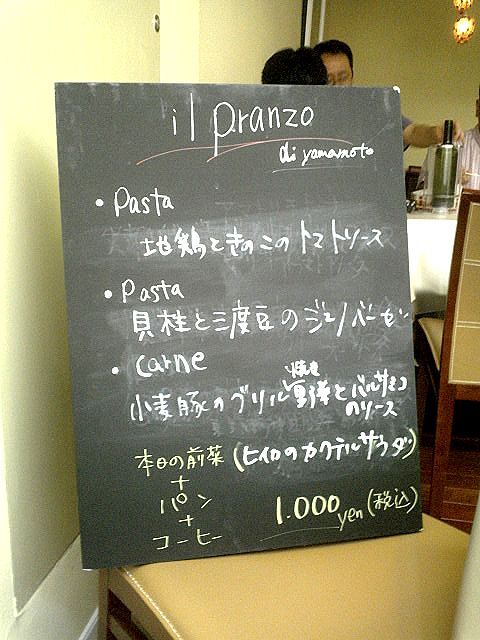 il pranzo
di yamamoto
• Pasta
地鶏ときのこのトマトソース
• Pasta
貝柱と三度豆のジェノバーゼ
• carne
小麦豚のグリル 焼き とバルサミコ
のソース
本日の前菜 (ヒイカのカクテルサラダ)
+
パン
+
コーヒー
1.000 yen (税込)